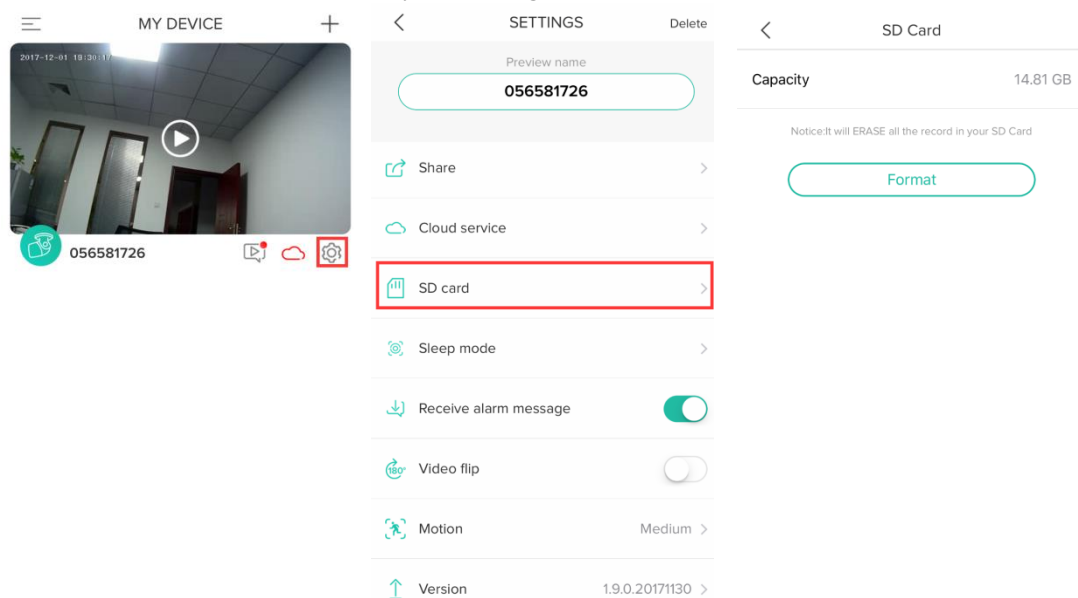 MY DEVICE
2017-12-01 18:30:17
056581726
SETTINGS
Delete
Preview name
056581726
Share
Cloud service
SD card
Sleep mode
Receive alarm message
180°
Video flip
Motion
Medium
Version
1.9.0.20171130
SD Card
Capacity
14.81 GB
Notice:It will ERASE all the record in your SD Card
Format